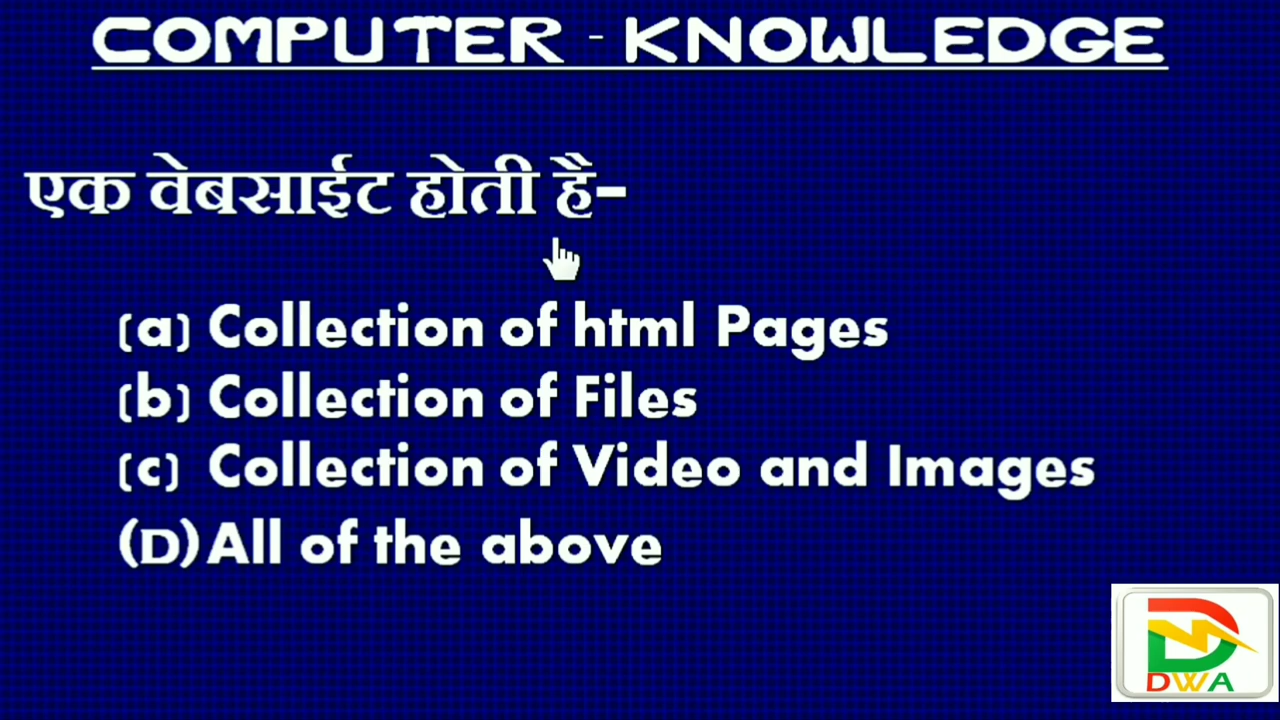 COMPUTER - KNOWLEDGE
एक वेबसाईट होती है-
(a) Collection of html Pages
(b) Collection of Files
(c) Collection of Video and Images
(D) All of the above
DWA